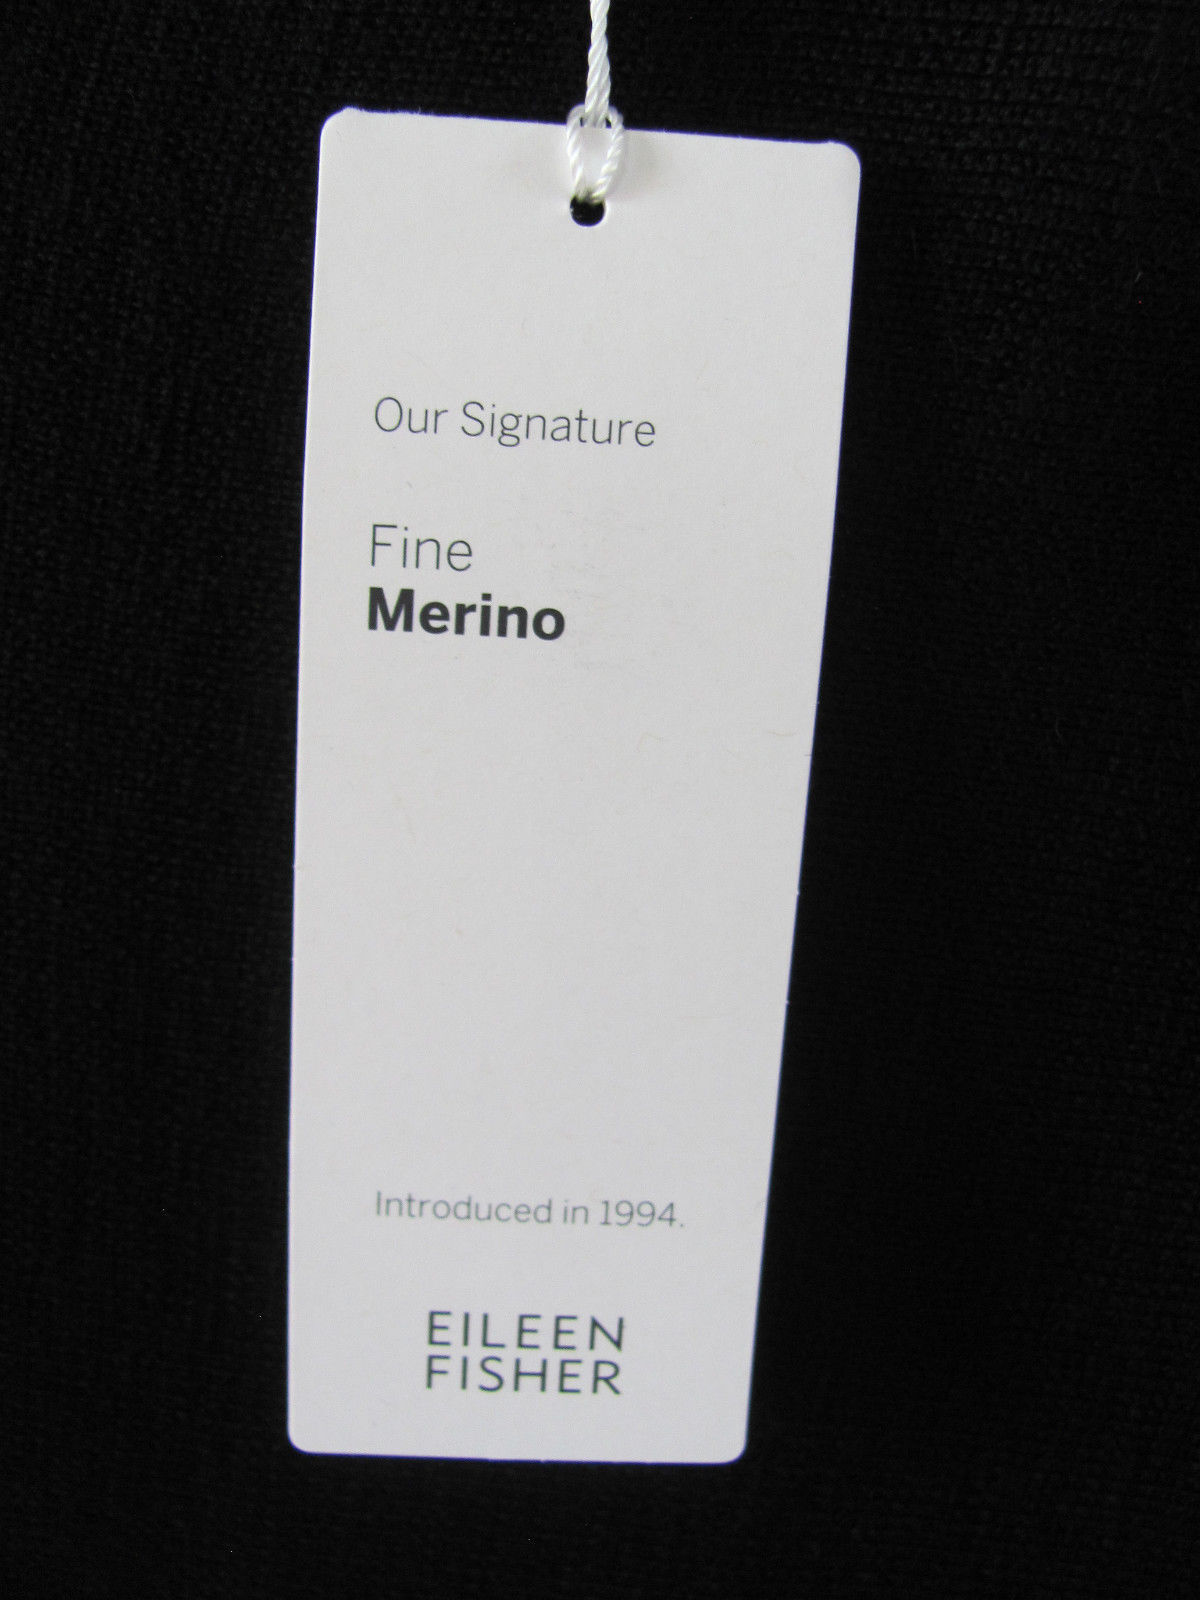 Our Signature
Fine
Merino
Introduced in 1994.
EILEEN
FISHER